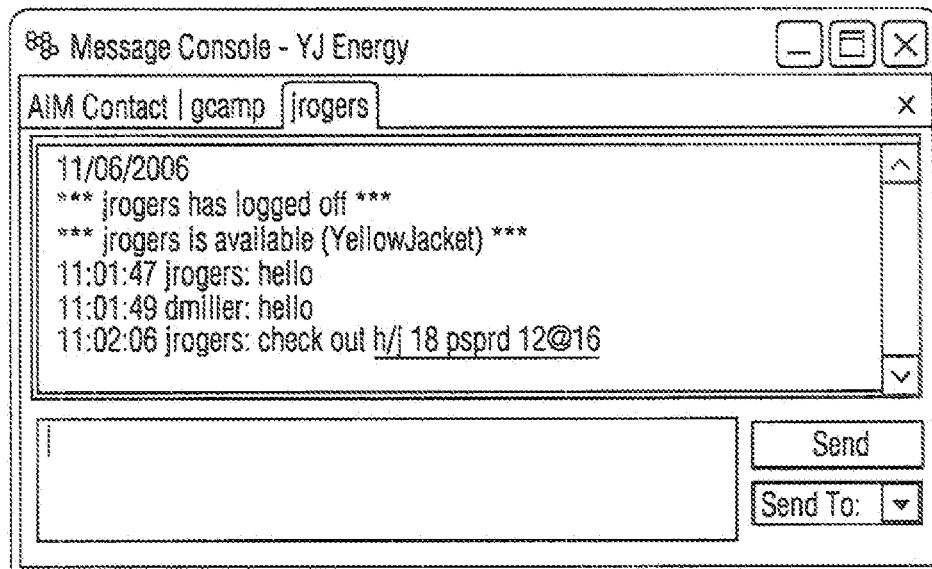 Message Console - YJ Energy
AIM Contact | gcamp jrogers
11/06/2006
*** jrogers has logged off ***
*** jrogers is available (YellowJacket) ***
11:01:47 jrogers: hello
11:01:49 dmiller: hello
11:02:06 jrogers: check out h/j 18 psprd 12@16
Send
Send To: